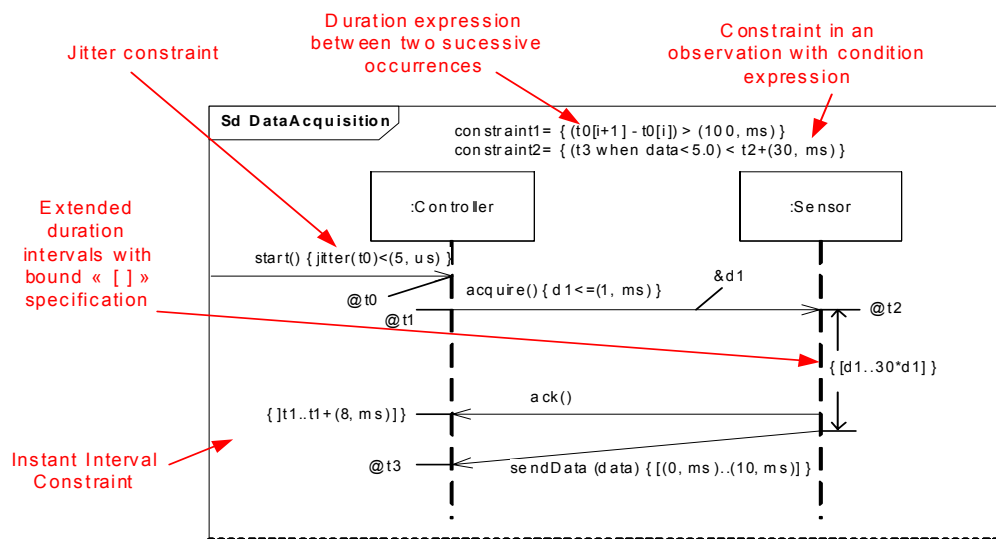 Duration expression
between two sucessive
occurrences
Constraint in an
observation with condition
expression
Jitter constraint
Sd DataAcquisition
constraint1= { (t0[i+1] - t0[i]) > (100, ms) }
constraint2= { (t3 when data<5.0) < t2+(30, ms) }
Extended
duration
intervals with
bound « [ ] »
specification
:Controller
:Sensor
start() { jitter(t0)<(5, us) }
&d1
@t0
acquire() { d1<=(1, ms) }
@t1
@t2
{ [d1..30*d1] }
ack()
{ ]t1..t1+(8, ms)] }
Instant Interval
Constraint
@t3
sendData (data) { [(0, ms)..(10, ms)] }